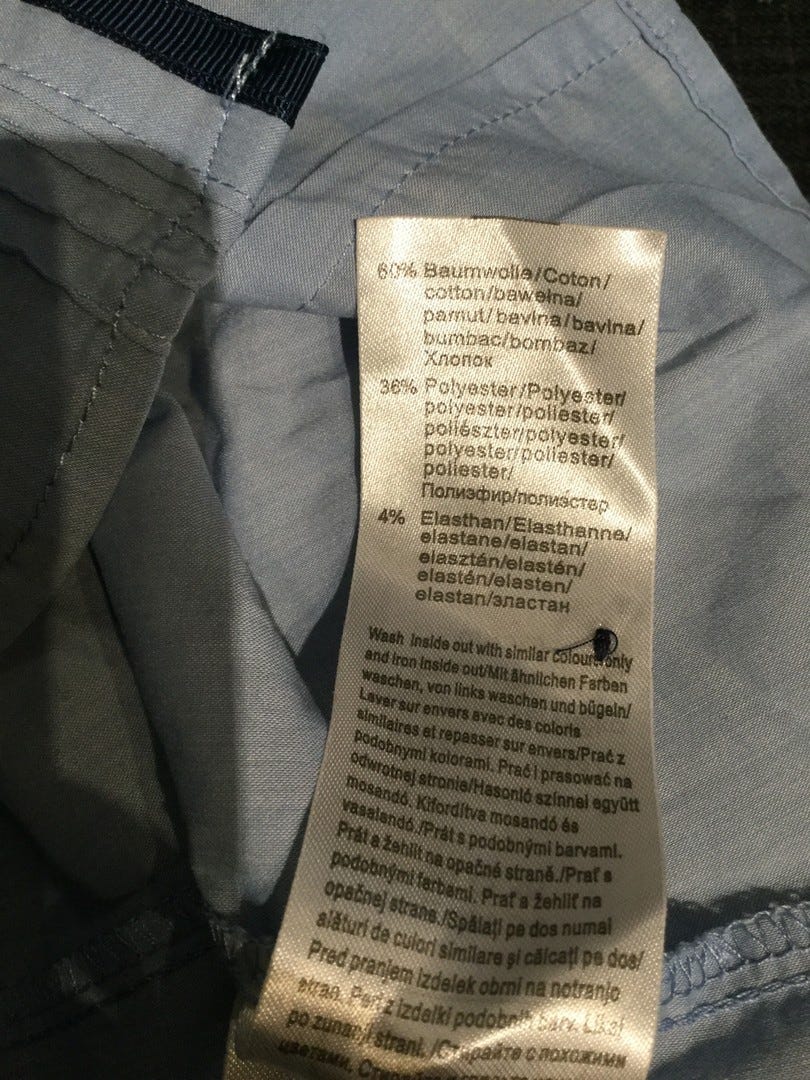 60% Baumwolle/Coton/
cotton/bawełna/
pamut/bavlna/bavlna/
bumbac/bombaz/
Хлопок
36% Polyester/Polyester/
polyester/poliester/
poliészter/polyester/
polyester/poliester/
poliester/
Полиэфир/полиэстер
4% Elasthan/Elasthanne/
elastane/elastan/
elasztán/elastén/
elastén/elasten/
elastan/эластан
Wash inside out with similar colours only
and iron inside out/Mit ähnlichen Farben
waschen, von links waschen und bügeln/
Laver sur envers avec des coloris
similaires et repasser sur envers/Prać z
podobnymi kolorami. Prać i prasować na
odwrotnej stronie/Hasonló színnel együtt
mosandó. Kifordítva mosandó és
vasalandó./Prát s podobnými barvami.
Prát a žehlit na opačné straně./Prať s
podobnými farbami. Prať a žehliť na
opačnej strane./Spălaţi pe dos numai
alături de culori similare şi călcaţi pe dos/
Pred pranjem izdelek obrni na notranjo
stran. Peri z izdelki podobnih barv. Likaj
po zunanji strani. /Стирайте с похожими
цветами.